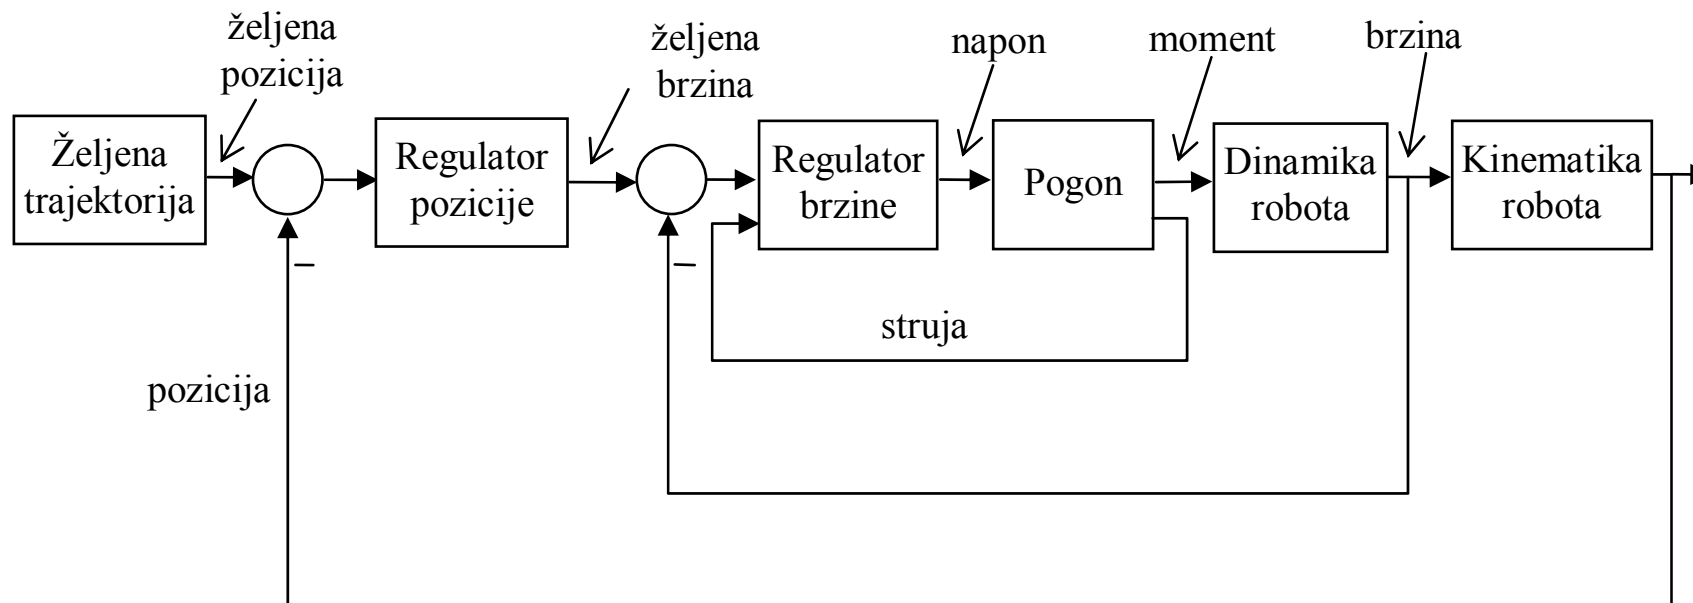 željena
pozicija
željena
brzina
napon
moment
brzina
Željena
trajektorija
Regulator
pozicije
Regulator
brzine
Pogon
Dinamika
robota
Kinematika
robota
–
–
struja
pozicija